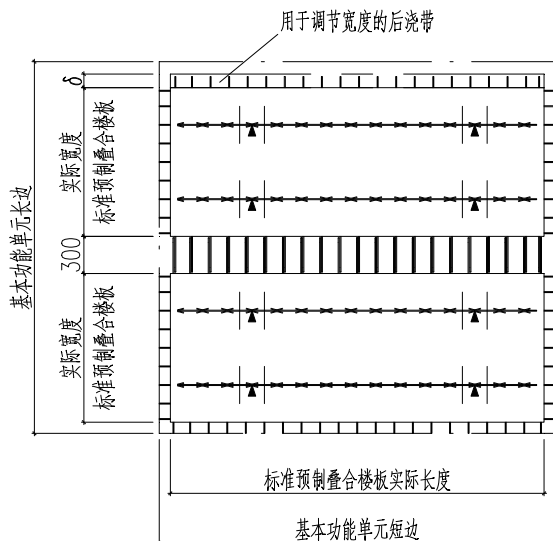 用于调节宽度的后浇带
δ
实际宽度
标准预制叠合楼板
基本功能单元长边
300
实际宽度
标准预制叠合楼板
标准预制叠合楼板实际长度
基本功能单元短边